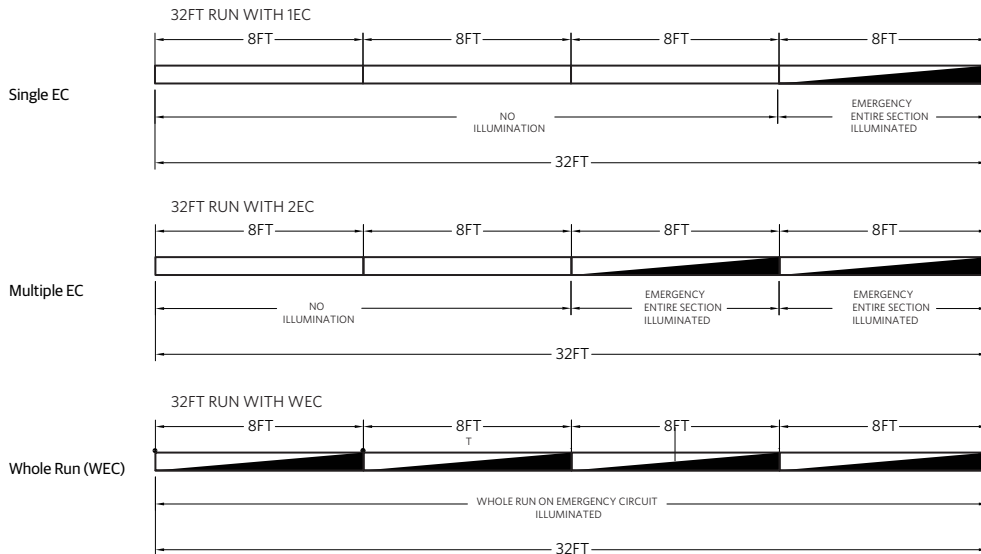 32FT RUN WITH 1EC
8FT 8FT 8FT 8FT
Single EC
NO
ILLUMINATION
EMERGENCY
ENTIRE SECTION
ILLUMINATED
32FT
32FT RUN WITH 2EC
8FT 8FT 8FT 8FT
Multiple EC
NO
ILLUMINATION
EMERGENCY
ENTIRE SECTION
ILLUMINATED
EMERGENCY
ENTIRE SECTION
ILLUMINATED
32FT
32FT RUN WITH WEC
8FT 8FT 8FT 8FT
T
Whole Run (WEC)
WHOLE RUN ON EMERGENCY CIRCUIT
ILLUMINATED
32FT